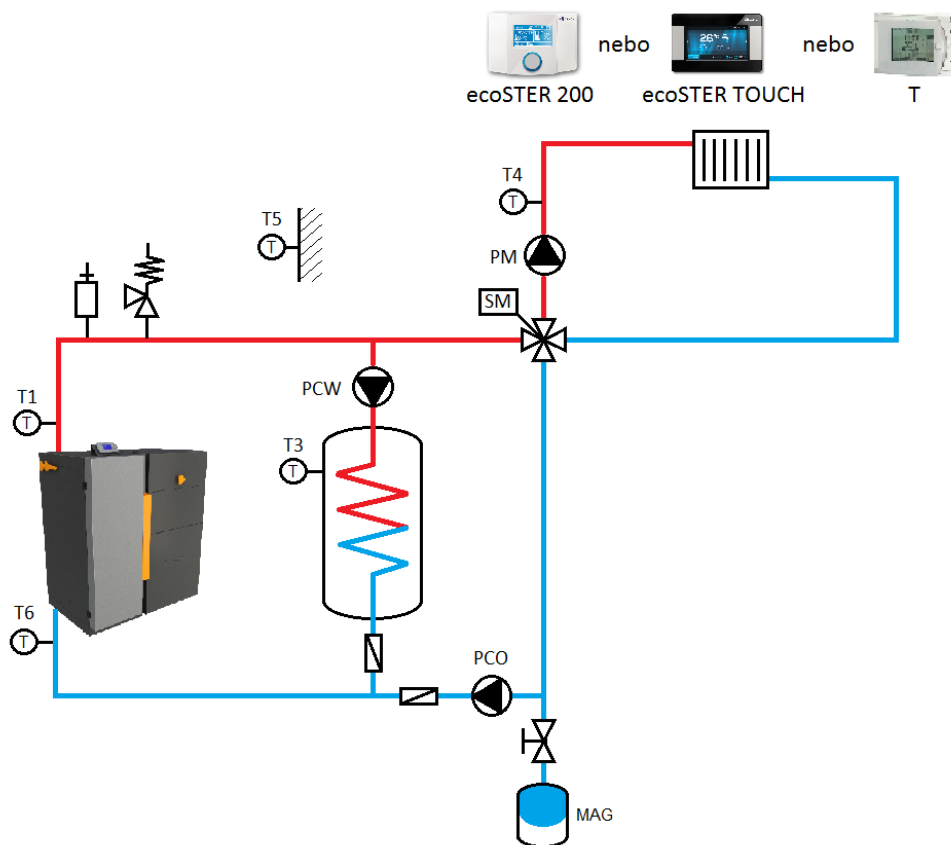 nebo
nebo
ecoSTER 200
ecoSTER TOUCH
T
T4
T
T5
T
PM
SM
T1
T
PCW
T3
T
T6
T
PCO
MAG